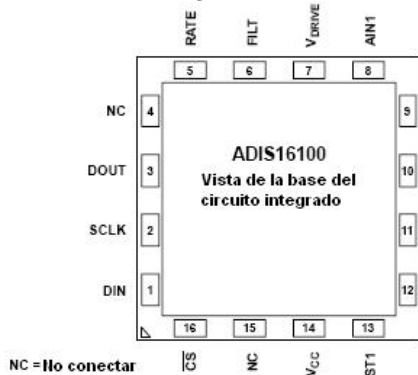 RATE
FILT
VDRIVE
AIN1
5
6
7
8
NC
4
9
ADIS16100
Vista de la base del
circuito integrado
DOUT
3
10
SCLK
2
11
DIN
1
12
16
15
14
13
NC = No conectar
CS
NC
VCC
ST1